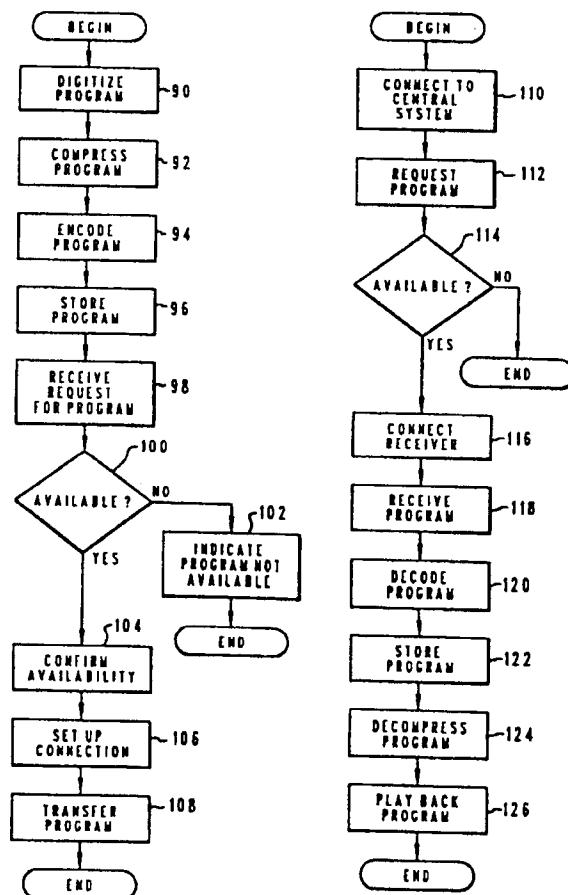 BEGIN
DIGITIZE
PROGRAM
90
COMPRESS
PROGRAM
92
ENCODE
PROGRAM
94
STORE
PROGRAM
96
RECEIVE
REQUEST
FOR PROGRAM
98
100
AVAILABLE ?
NO
YES
102
INDICATE
PROGRAM NOT
AVAILABLE
END
104
CONFIRM
AVAILABILITY
SET UP
CONNECTION
106
TRANSFER
PROGRAM
108
END
BEGIN
CONNECT TO
CENTRAL
SYSTEM
110
REQUEST
PROGRAM
112
114
AVAILABLE ?
NO
YES
END
CONNECT
RECEIVER
116
RECEIVE
PROGRAM
118
DECODE
PROGRAM
120
STORE
PROGRAM
122
DECOMPRESS
PROGRAM
124
PLAY BACK
PROGRAM
126
END